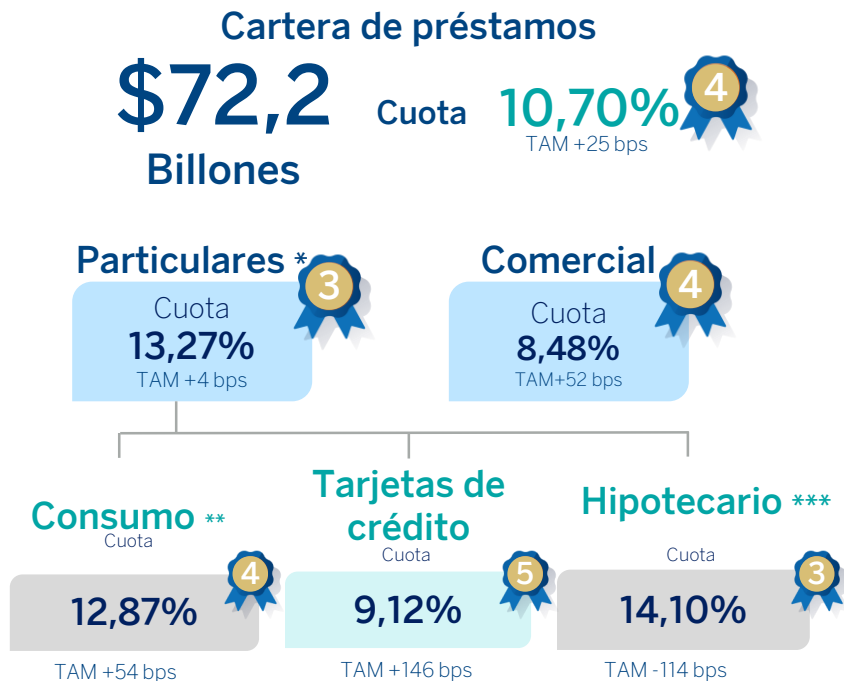 Cartera de préstamos
$72,2
Billones
Cuota
10,70%
TAM +25 bps
4
Particulares *
3
Cuota
13,27%
TAM +4 bps
Comercial
4
Cuota
8,48%
TAM+52 bps
Consumo **
Cuota
4
12,87%
TAM +54 bps
Tarjetas de
crédito
Cuota
5
9,12%
TAM +146 bps
Hipotecario ***
Cuota
3
14,10%
TAM -114 bps